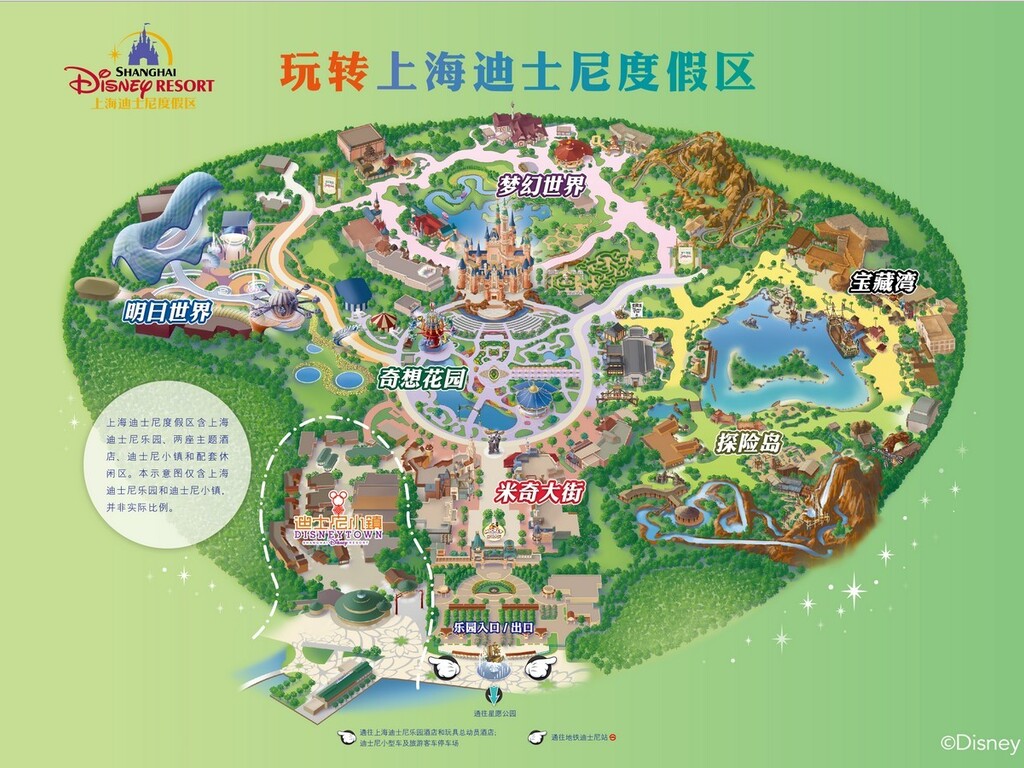 SHANGHAI
Disney RESORT
上海迪士尼度假区
玩转上海迪士尼度假区
梦幻世界
宝藏湾
明日世界
奇想花园
上海迪士尼度假区含上海
迪士尼乐园、两座主题酒
店、迪士尼小镇和配套休
闲区。本示意图仅含上海
迪士尼乐园和迪士尼小镇，
并非实际比例。
探险岛
米奇大街
迪士尼小鎮
DISNEYTOWN
SHANGHAI Disney RESORT
乐园入口 / 出口
通往星愿公园
通往上海迪士尼乐园酒店和玩具总动员酒店；
迪士尼小型车及旅游客车停车场
通往地铁迪士尼站
©Disney